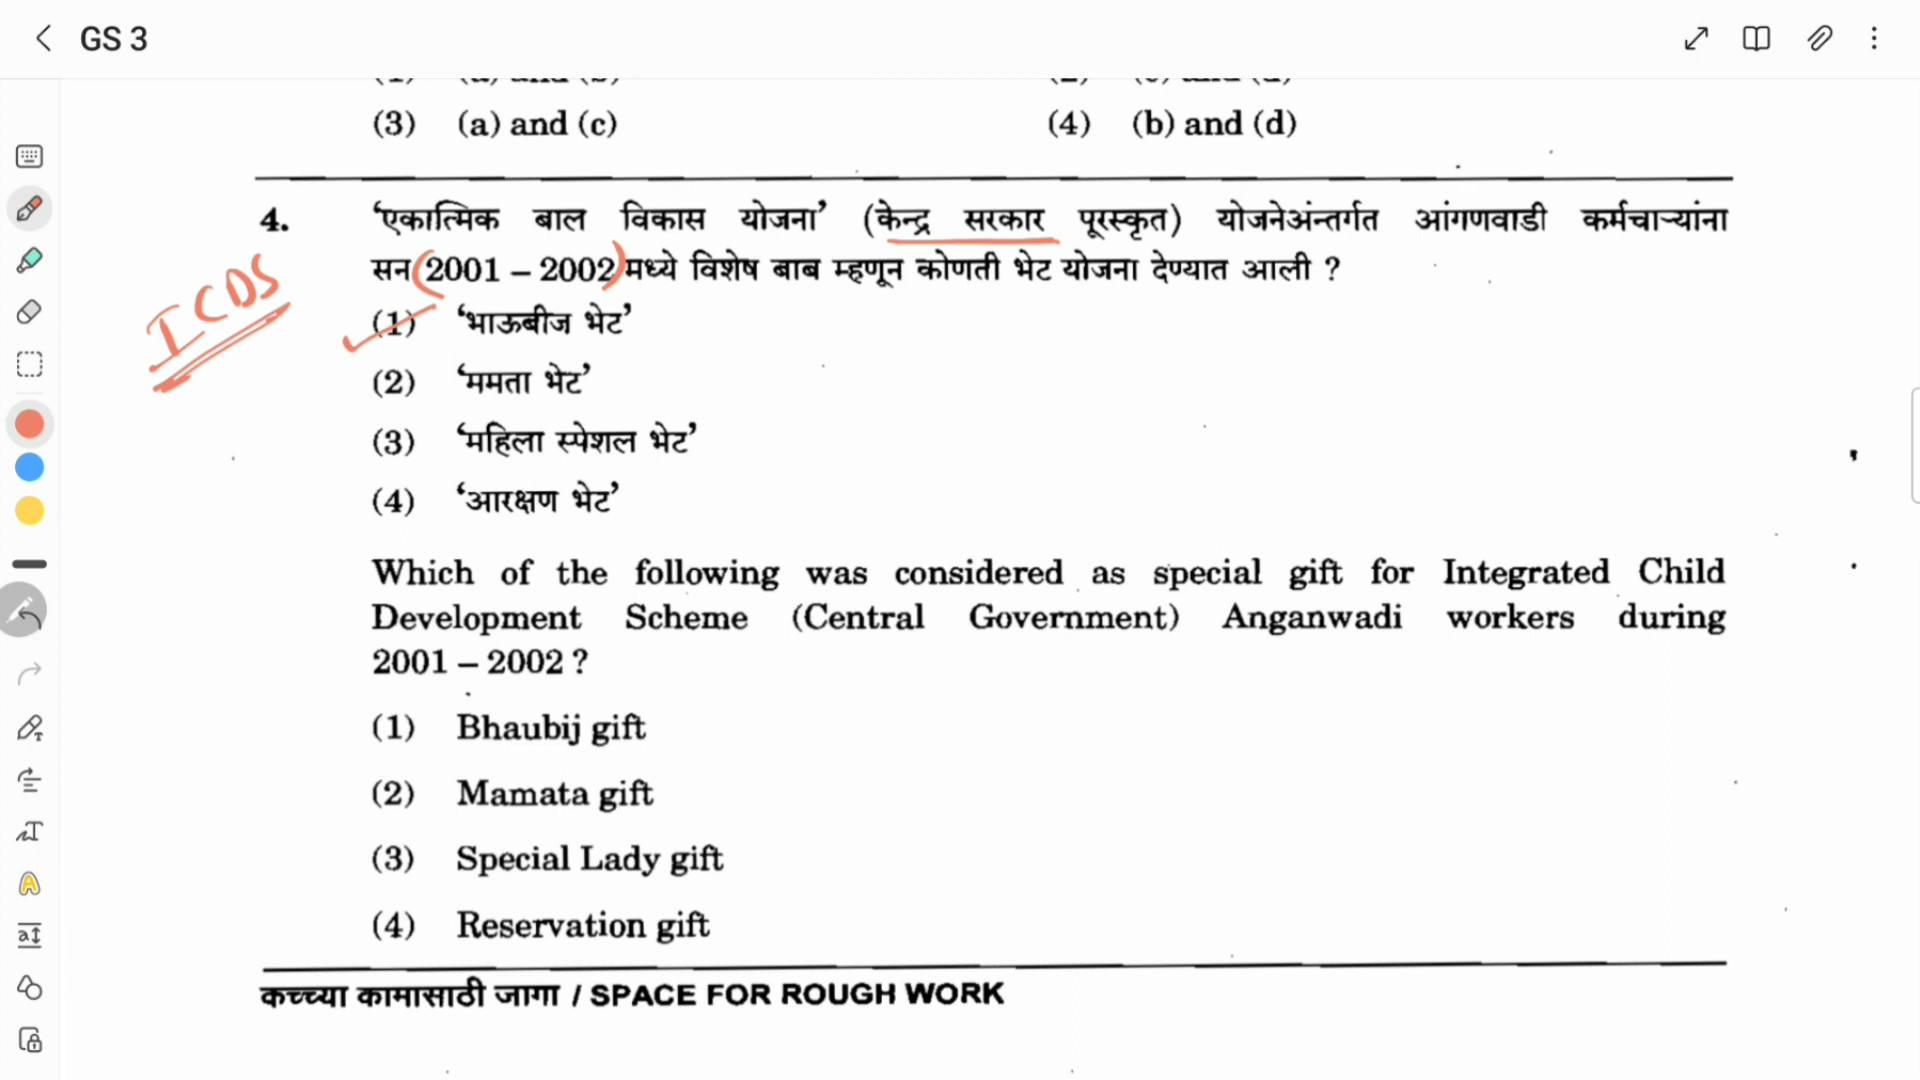 GS 3
(3) (a) and (c) (4) (b) and (d)
4. ‘एकात्मिक बाल विकास योजना’ (केन्द्र सरकार पूरस्कृत) योजनेअंन्तर्गत आंगणवाडी कर्मचाऱ्यांना
सन (2001 – 2002) मध्ये विशेष बाब म्हणून कोणती भेट योजना देण्यात आली ?
ICDS
(1) ‘भाऊबीज भेट’
(2) ‘ममता भेट’
(3) ‘महिला स्पेशल भेट’
(4) ‘आरक्षण भेट’
Which of the following was considered as special gift for Integrated Child
Development Scheme (Central Government) Anganwadi workers during
2001 – 2002 ?
(1) Bhaubij gift
(2) Mamata gift
(3) Special Lady gift
(4) Reservation gift
कच्च्या कामासाठी जागा / SPACE FOR ROUGH WORK